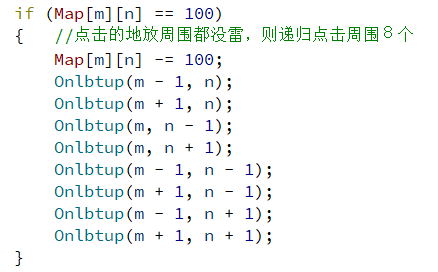 if (Map[m][n] == 100)
{   //点击的地放周围都没雷，则递归点击周围８个
    Map[m][n] -= 100;
    Onlbtup(m - 1, n);
    Onlbtup(m + 1, n);
    Onlbtup(m, n - 1);
    Onlbtup(m, n + 1);
    Onlbtup(m - 1, n - 1);
    Onlbtup(m + 1, n - 1);
    Onlbtup(m - 1, n + 1);
    Onlbtup(m + 1, n + 1);
}